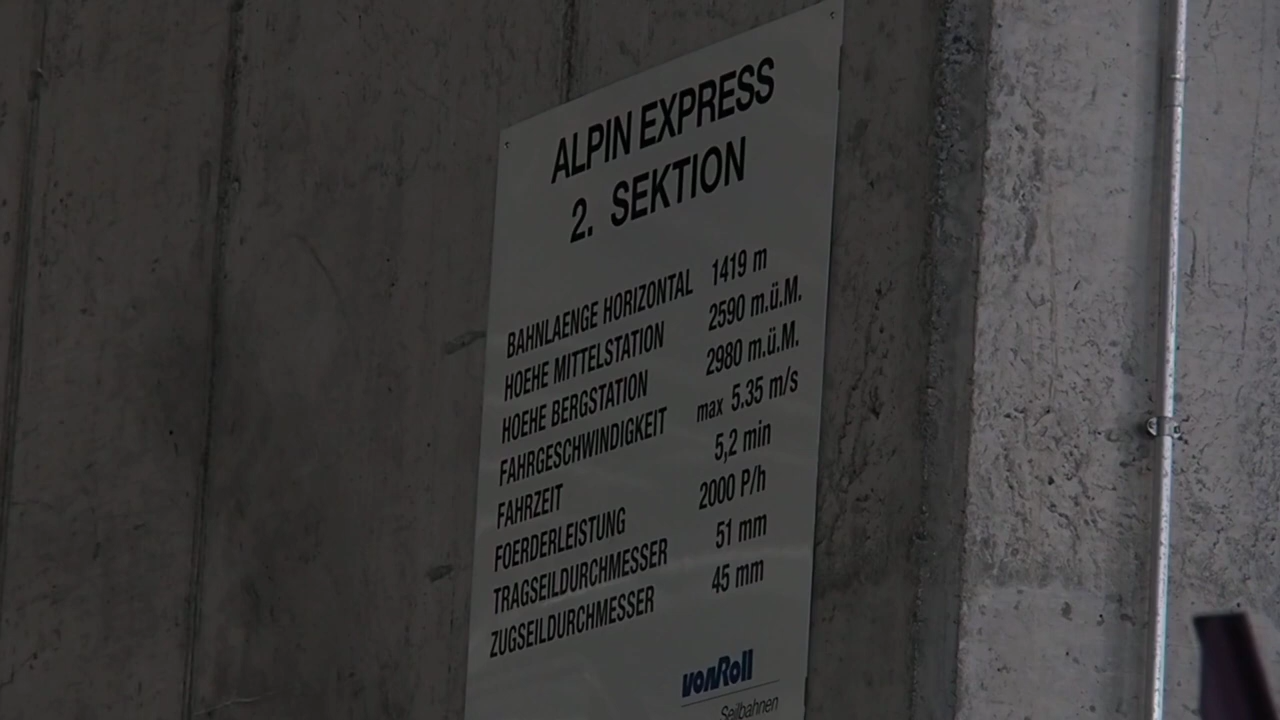 ALPIN EXPRESS
2. SEKTION
BAHNLAENGE HORIZONTAL 1419 m
HOEHE MITTELSTATION 2590 m.ü.M.
HOEHE BERGSTATION 2980 m.ü.M.
FAHRGESCHWINDIGKEIT max 5.35 m/s
FAHRZEIT 5,2 min
FOERDERLEISTUNG 2000 P/h
TRAGSEILDURCHMESSER 51 mm
ZUGSEILDURCHMESSER 45 mm
vonRoll
Seilbahnen